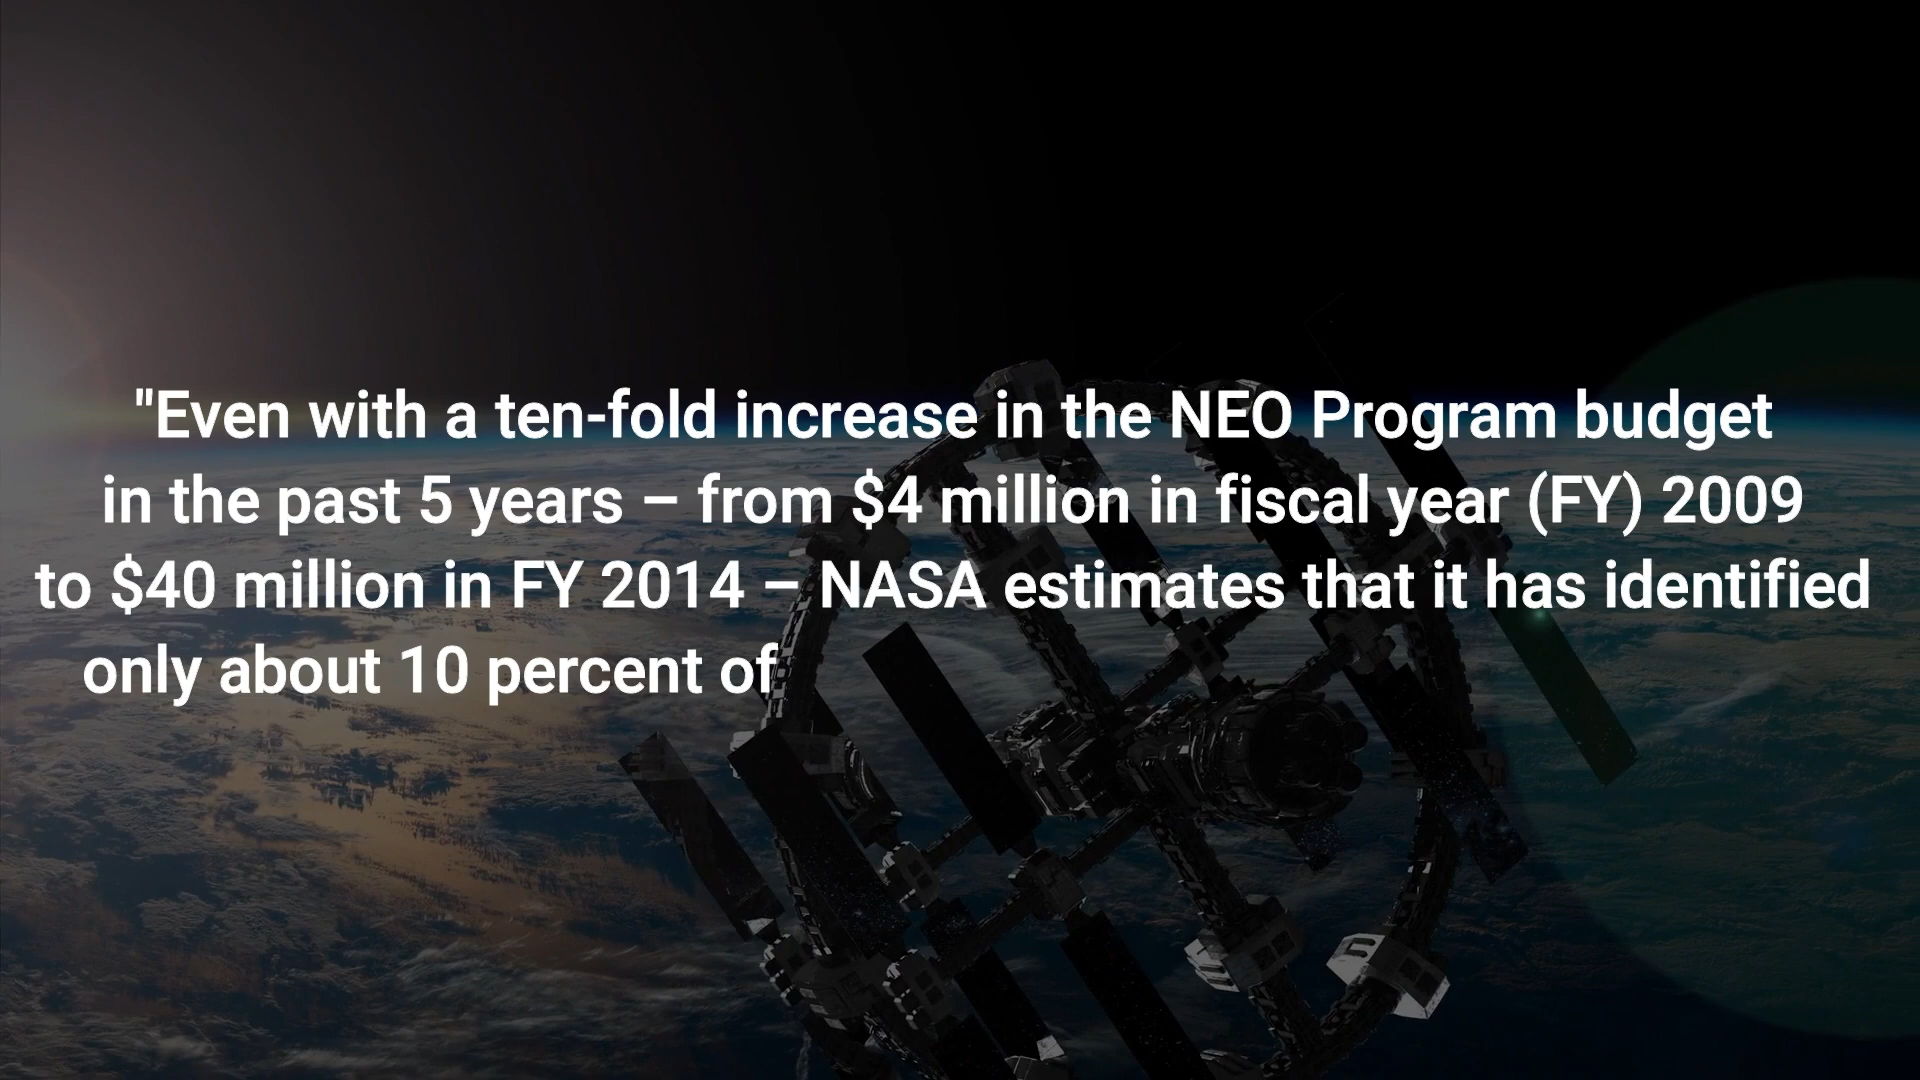 "Even with a ten-fold increase in the NEO Program budget
in the past 5 years – from $4 million in fiscal year (FY) 2009
to $40 million in FY 2014 – NASA estimates that it has identified
only about 10 percent of